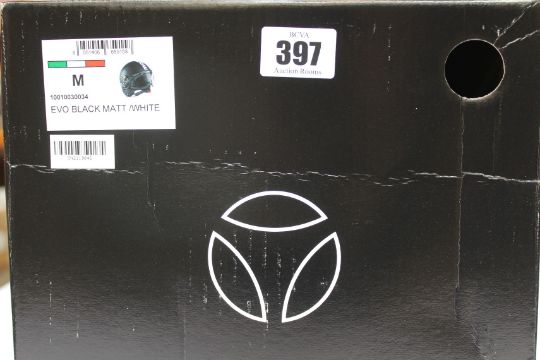 M
10010030034
EVO BLACK MATT /WHITE
BCVA
397
Auction Rooms